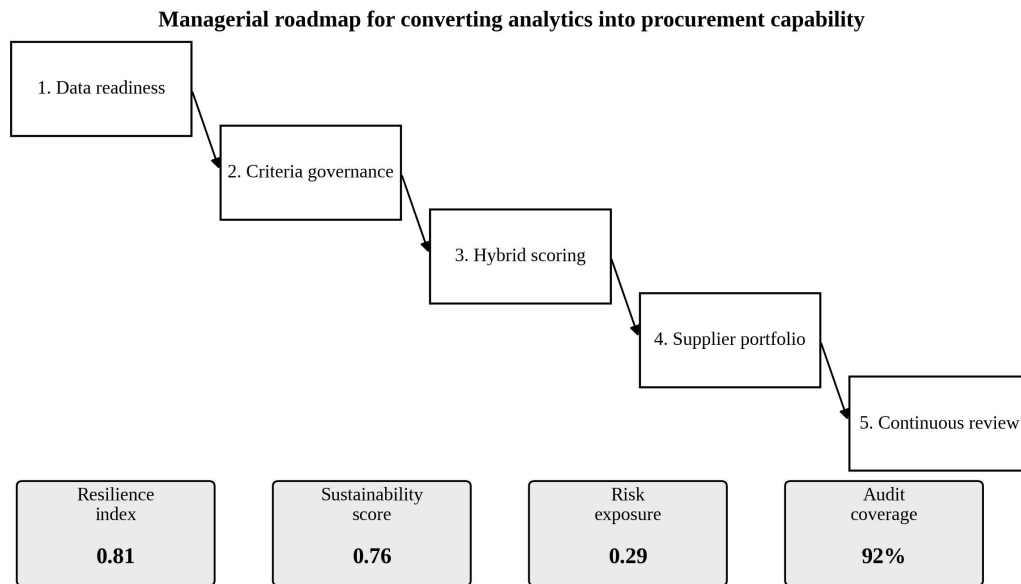 Managerial roadmap for converting analytics into procurement capability
1. Data readiness
2. Criteria governance
3. Hybrid scoring
4. Supplier portfolio
5. Continuous review
Resilience
index
0.81
Sustainability
score
0.76
Risk
exposure
0.29
Audit
coverage
92%